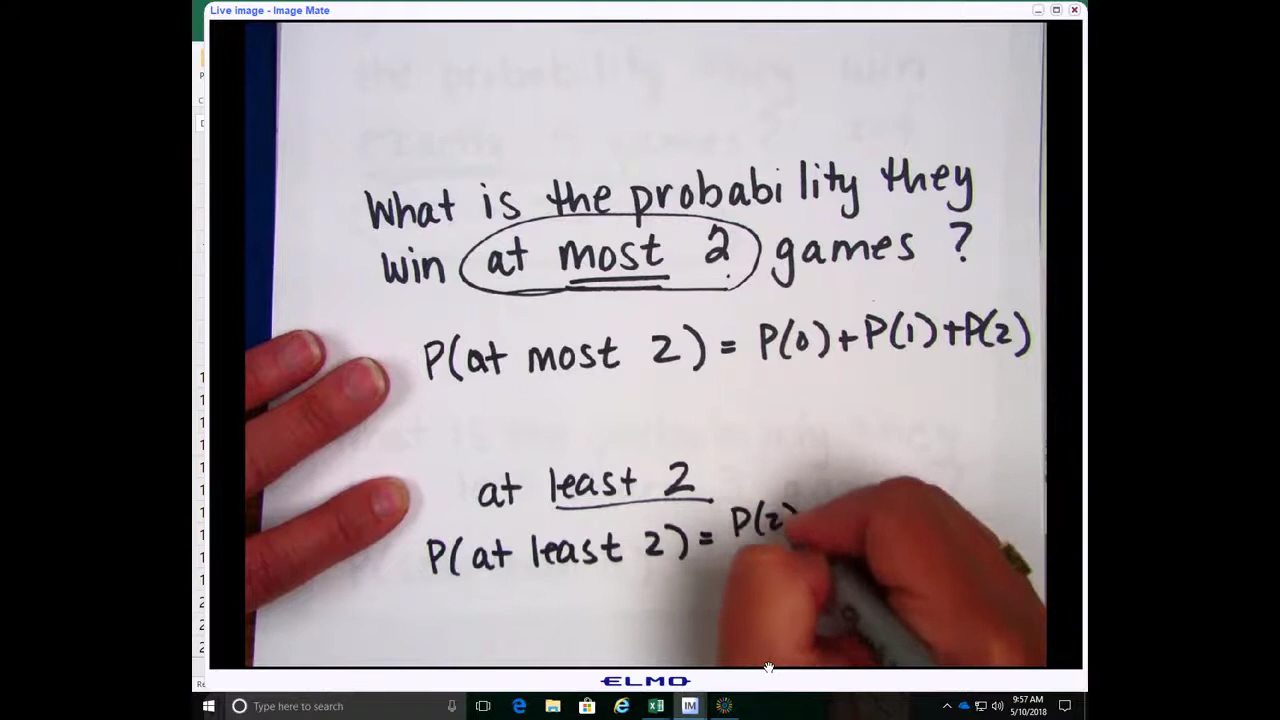 Live image - Image Mate
What is the probability they
win at most 2 games ?
P(at most 2) = P(0)+P(1)+P(2)
at least 2
P(at least 2) = P(2)
ELMO
Type here to search
9:57 AM
5/10/2018